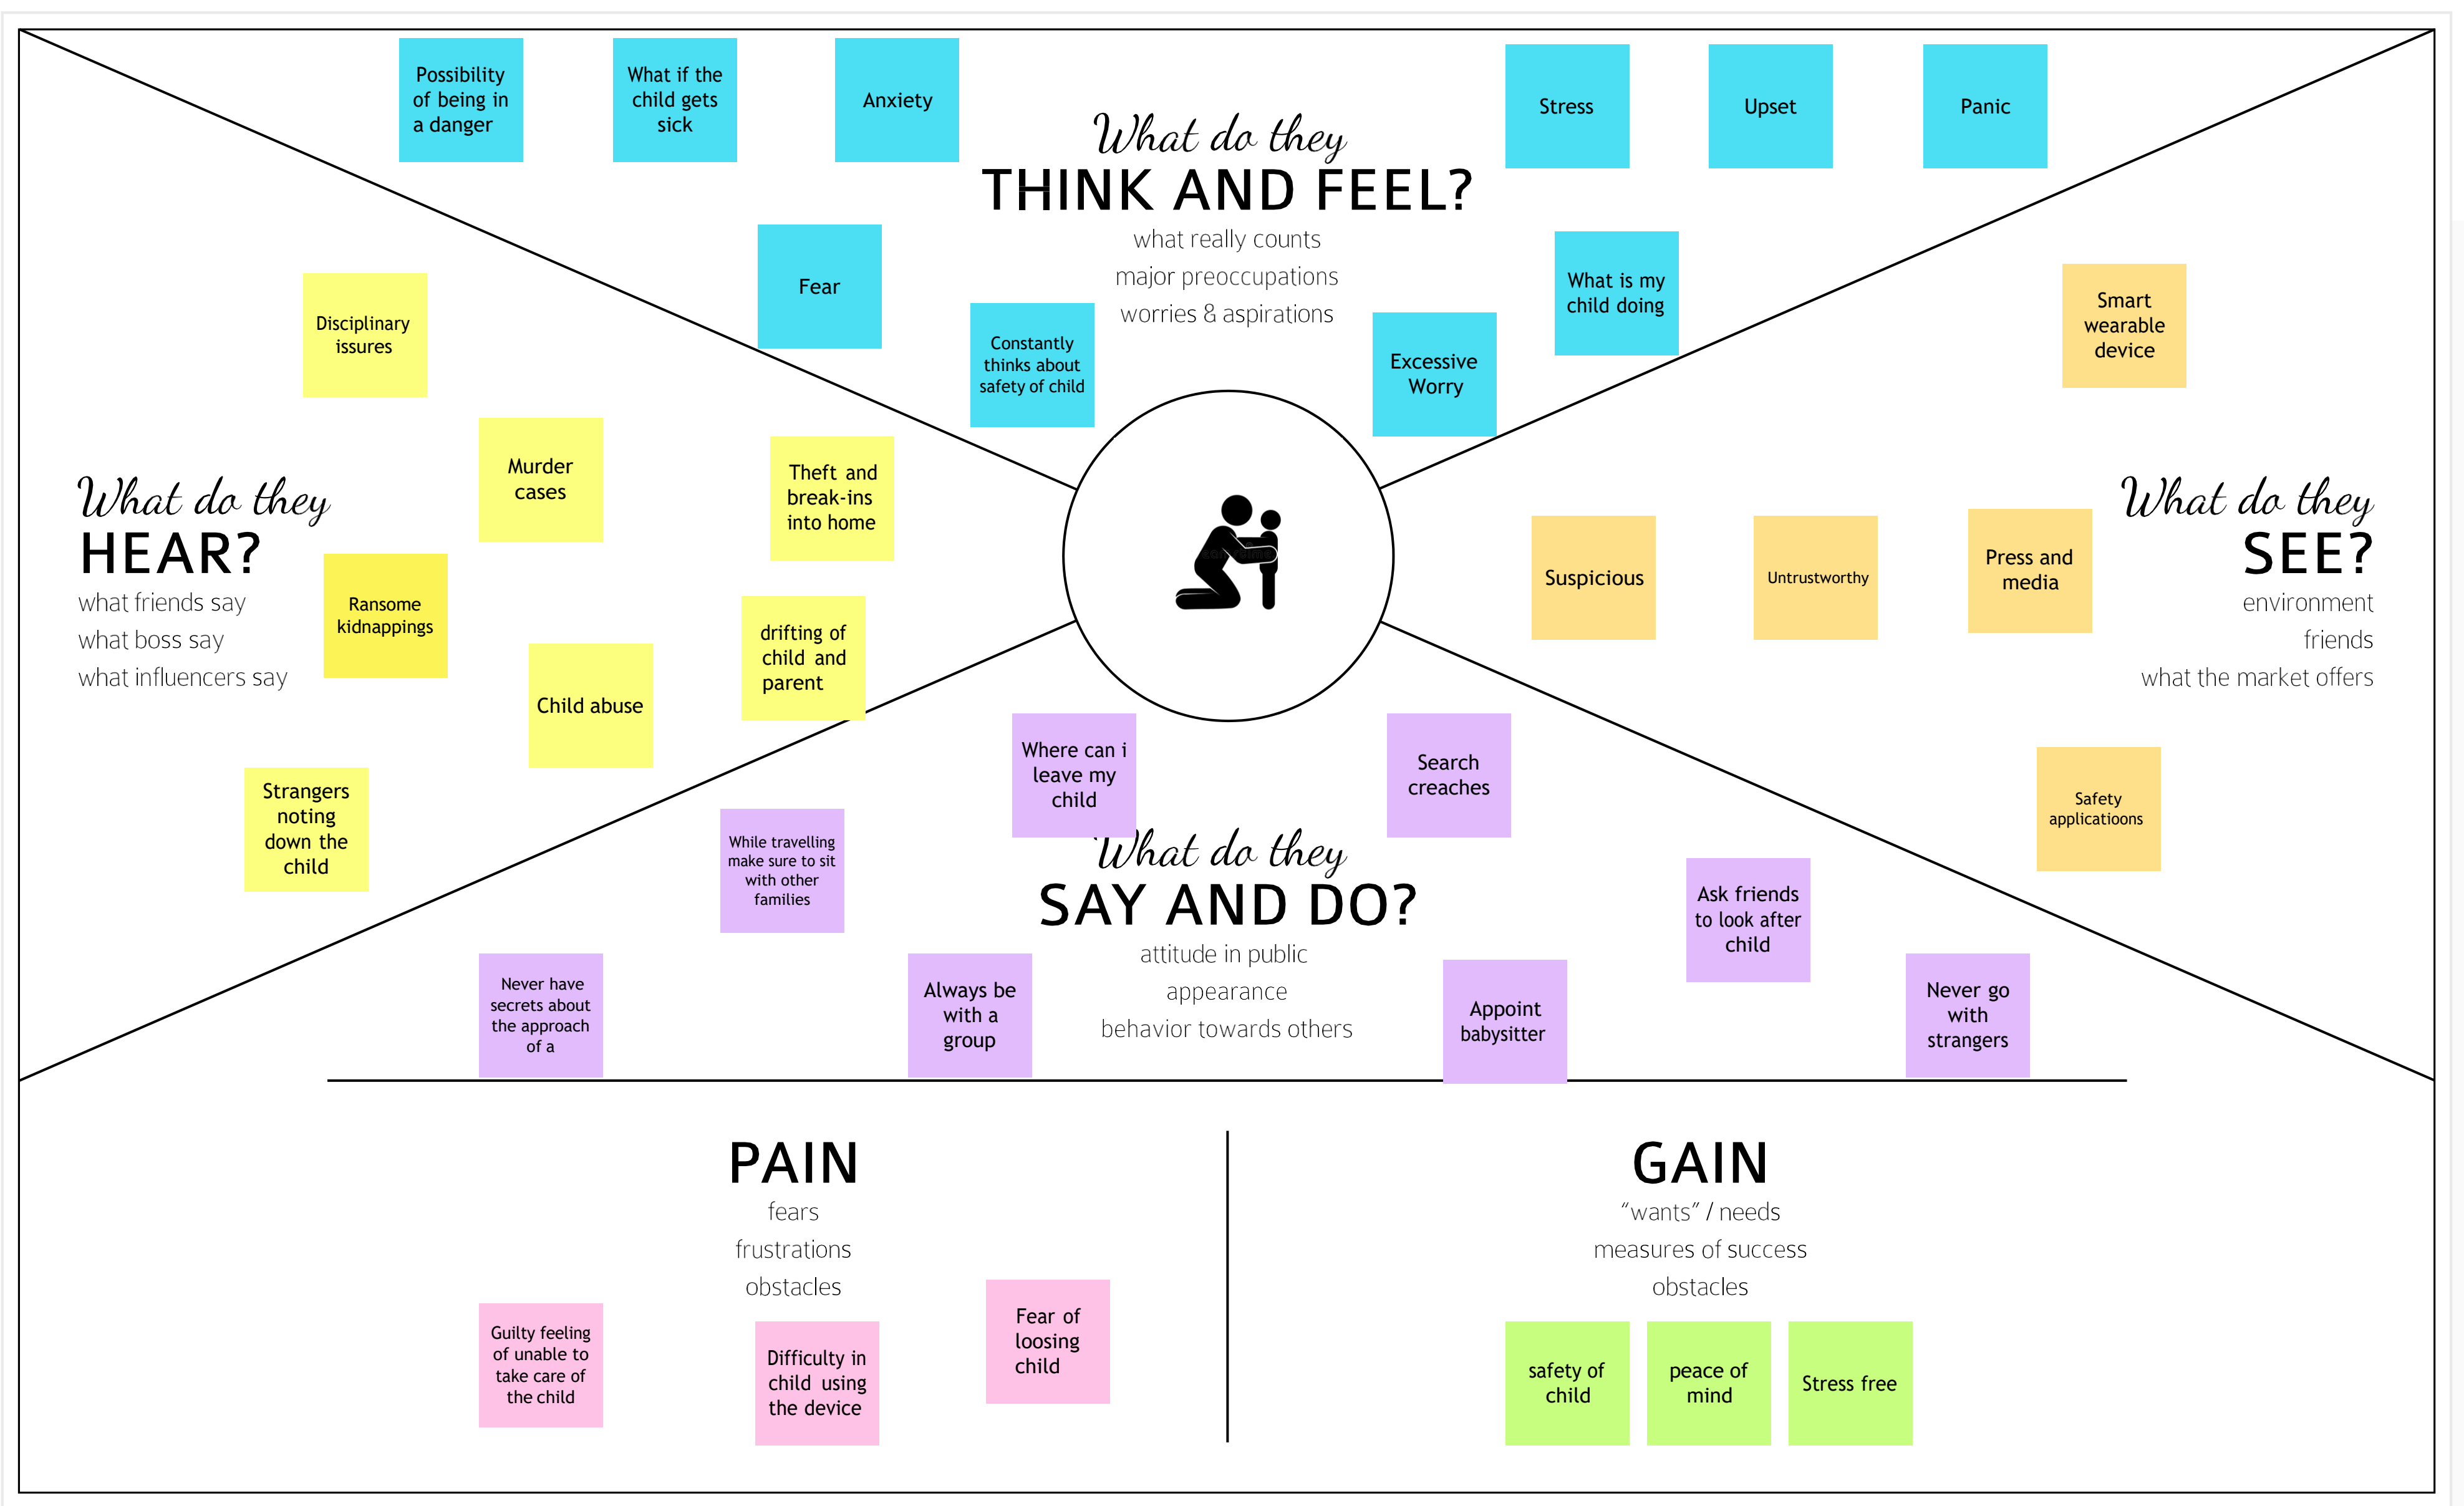 Possibility
of being in
a danger
What if the
child gets
sick
Anxiety
Stress
Upset
Panic
What do they
THINK AND FEEL?
what really counts
major preoccupations
worries & aspirations
Fear
Constantly
thinks about
safety of child
Excessive
Worry
What is my
child doing
What do they
HEAR?
what friends say
what boss say
what influencers say
Disciplinary
issures
Murder
cases
Theft and
break-ins
into home
Ransome
kidnappings
drifting of
child and
parent
Child abuse
Strangers
noting
down the
child
What do they
SEE?
environment
friends
what the market offers
Smart
wearable
device
Suspicious
Untrustworthy
Press and
media
Safety
applicatioons
Where can i
leave my
child
Search
creaches
What do they
SAY AND DO?
attitude in public
appearance
behavior towards others
While travelling
make sure to sit
with other
families
Never have
secrets about
the approach
of a
Always be
with a
group
Appoint
babysitter
Ask friends
to look after
child
Never go
with
strangers
PAIN
fears
frustrations
obstacles
Guilty feeling
of unable to
take care of
the child
Difficulty in
child using
the device
Fear of
loosing
child
GAIN
“wants” / needs
measures of success
obstacles
safety of
child
peace of
mind
Stress free